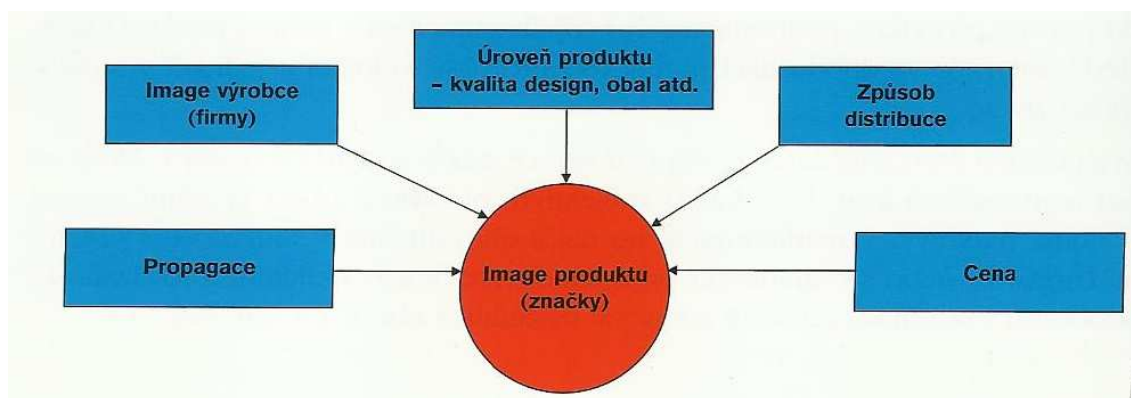 Úroveň produktu
– kvalita design, obal atd.
Image výrobce
(firmy)
Způsob
distribuce
Propagace
Image produktu
(značky)
Cena